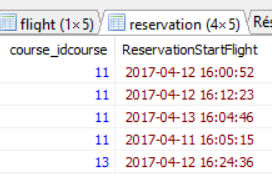 flight (1×5) reservation (4×5) Rés
course_idcourse ReservationStartFlight
11 2017-04-12 16:00:52
11 2017-04-12 16:12:23
11 2017-04-13 16:04:46
11 2017-04-11 16:05:15
13 2017-04-12 16:24:36